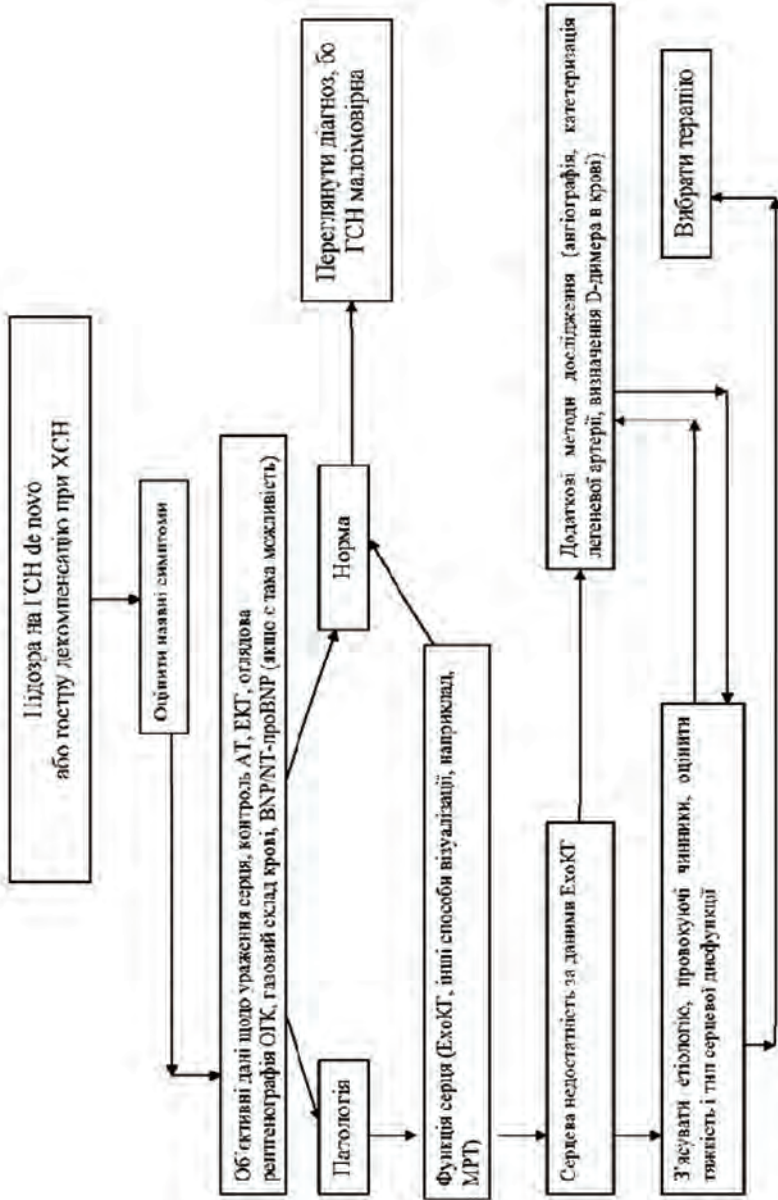 Підозра на ГСН de novo
або гостру декомпенсацію при ХСН
Оцінити наявні симптоми
Об'єктивні дані щодо ураження серця, контроль АТ, ЕКГ, оглядова
рентгенографія ОГК, газовий склад крові, BNP/NT-проBNP (якщо є така можливість)
Патологія
Норма
Переглянути діагноз, бо
ГСН малоімовірна
Функція серця (ЕхоКГ, інші способи візуалізації, наприклад,
МРТ)
Серцева недостатність за даними ЕхоКГ
Додаткові методи дослідження (ангіографія, катетеризація
легеневої артерії, визначення D-димера в крові)
З'ясувати етіологію, провокуючі чинники, оцінити
тяжкість і тип серцевої дисфункції
Вибрати терапію